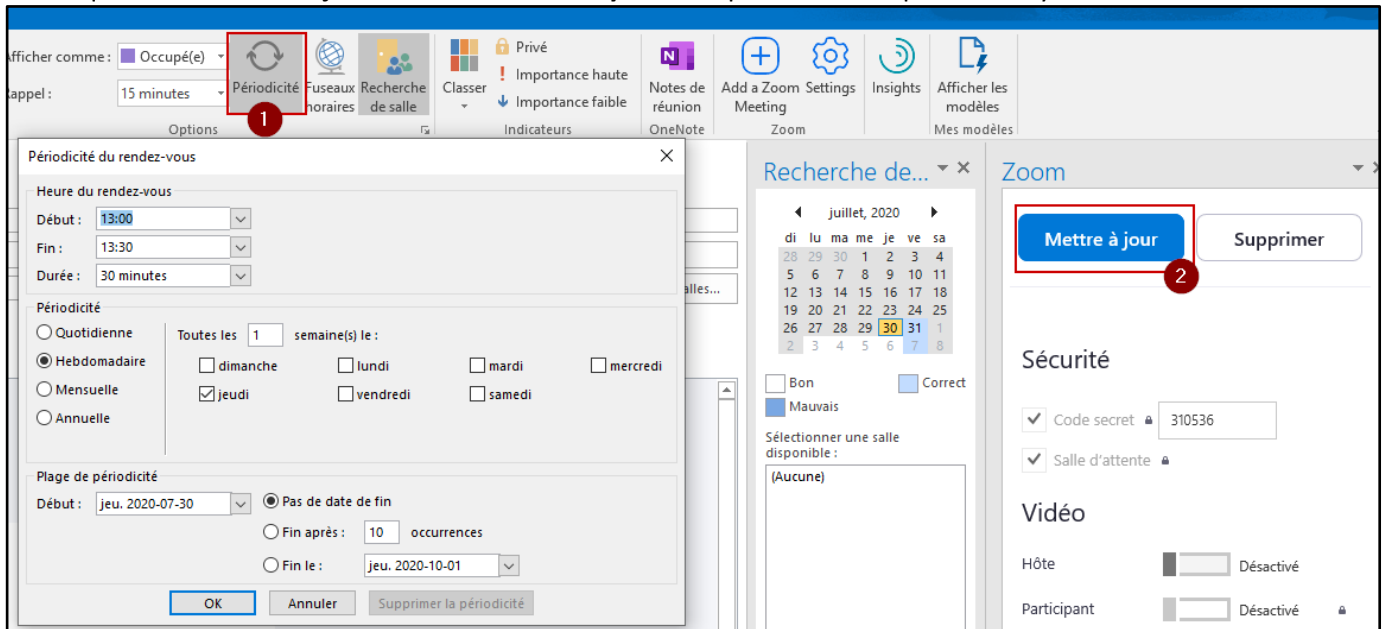 Afficher comme : Occupé(e)
Rappel : 15 minutes
Périodicité
1
Fuseaux horaires
Recherche de salle
Options
Classer
Privé
Importance haute
Importance faible
Indicateurs
N
Notes de réunion
OneNote
Add a Zoom Meeting
Settings
Zoom
Insights
Afficher les modèles
Mes modèles
Périodicité du rendez-vous
Heure du rendez-vous
Début : 13:00
Fin : 13:30
Durée : 30 minutes
Périodicité
Quotidienne
Hebdomadaire
Mensuelle
Annuelle
Toutes les 1 semaine(s) le :
dimanche lundi mardi mercredi
jeudi vendredi samedi
Plage de périodicité
Début : jeu. 2020-07-30
Pas de date de fin
Fin après : 10 occurrences
Fin le : jeu. 2020-10-01
OK Annuler Supprimer la périodicité
alles...
Recherche de...
juillet, 2020
di lu ma me je ve sa
28 29 30 1 2 3 4
5 6 7 8 9 10 11
12 13 14 15 16 17 18
19 20 21 22 23 24 25
26 27 28 29 30 31 1
2 3 4 5 6 7 8
Bon Correct
Mauvais
Sélectionner une salle
disponible :
(Aucune)
Zoom
Mettre à jour Supprimer
2
Sécurité
Code secret 310536
Salle d'attente
Vidéo
Hôte Désactivé
Participant Désactivé